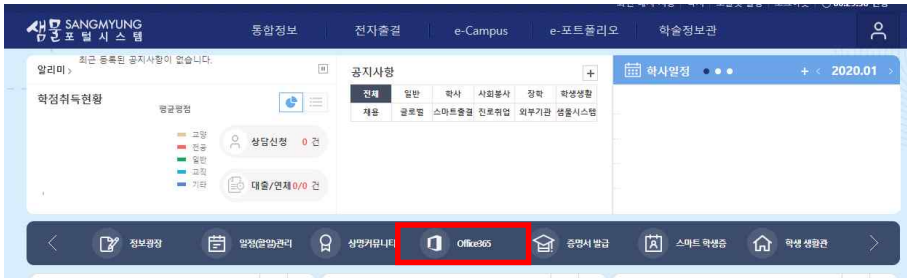 샘물 SANGMYUNG
포 털 시 스 템
통합정보 전자출결 e-Campus e-포트폴리오 학술정보관
알리미 >
최근 등록된 공지사항이 없습니다.
학점취득현황
평균평점
교양
전공
일반
교직
기타
상담신청 0 건
대출/연체 0/0 건
공지사항 +
전체 일반 학사 사회봉사 장학 학생생활
채용 글로벌 스마트출결 진로취업 외부기관 샘물시스템
학사일정 + < 2020.01 >
정보광장 일정(할일)관리 상명커뮤니티 Office365 증명서 발급 스마트 학생증 학생 생활관